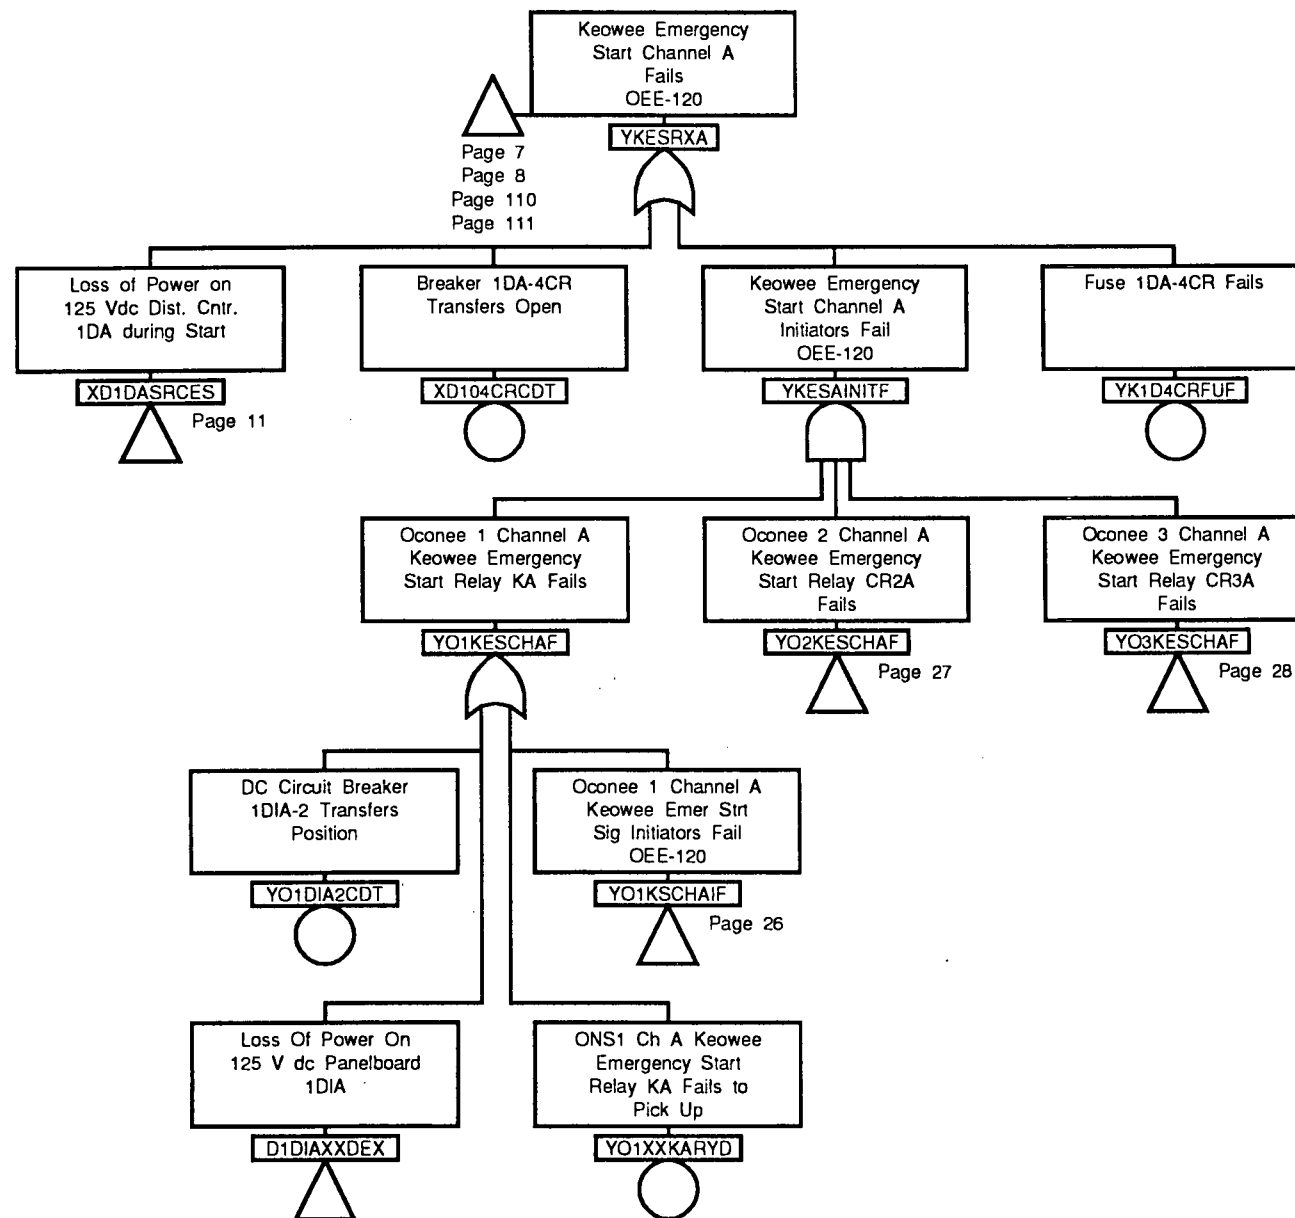 Keowee Emergency
Start Channel A
Fails
OEE-120
YKESRXA
Page 7
Page 8
Page 110
Page 111
Loss of Power on
125 Vdc Dist. Cntr.
1DA during Start
XD1DASRCES
Page 11
Breaker 1DA-4CR
Transfers Open
XD104CRCDT
Keowee Emergency
Start Channel A
Initiators Fail
OEE-120
YKESAINITF
Fuse 1DA-4CR Fails
YK1D4CRFUF
Oconee 1 Channel A
Keowee Emergency
Start Relay KA Fails
YO1KESCHAF
Oconee 2 Channel A
Keowee Emergency
Start Relay CR2A
Fails
YO2KESCHAF
Page 27
Oconee 3 Channel A
Keowee Emergency
Start Relay CR3A
Fails
YO3KESCHAF
Page 28
DC Circuit Breaker
1DIA-2 Transfers
Position
YO1DIA2CDT
Oconee 1 Channel A
Keowee Emer Strt
Sig Initiators Fail
OEE-120
YO1KSCHAIF
Page 26
Loss Of Power On
125 V dc Panelboard
1DIA
D1DIAXXDEX
ONS1 Ch A Keowee
Emergency Start
Relay KA Fails to
Pick Up
YO1XXKARYD